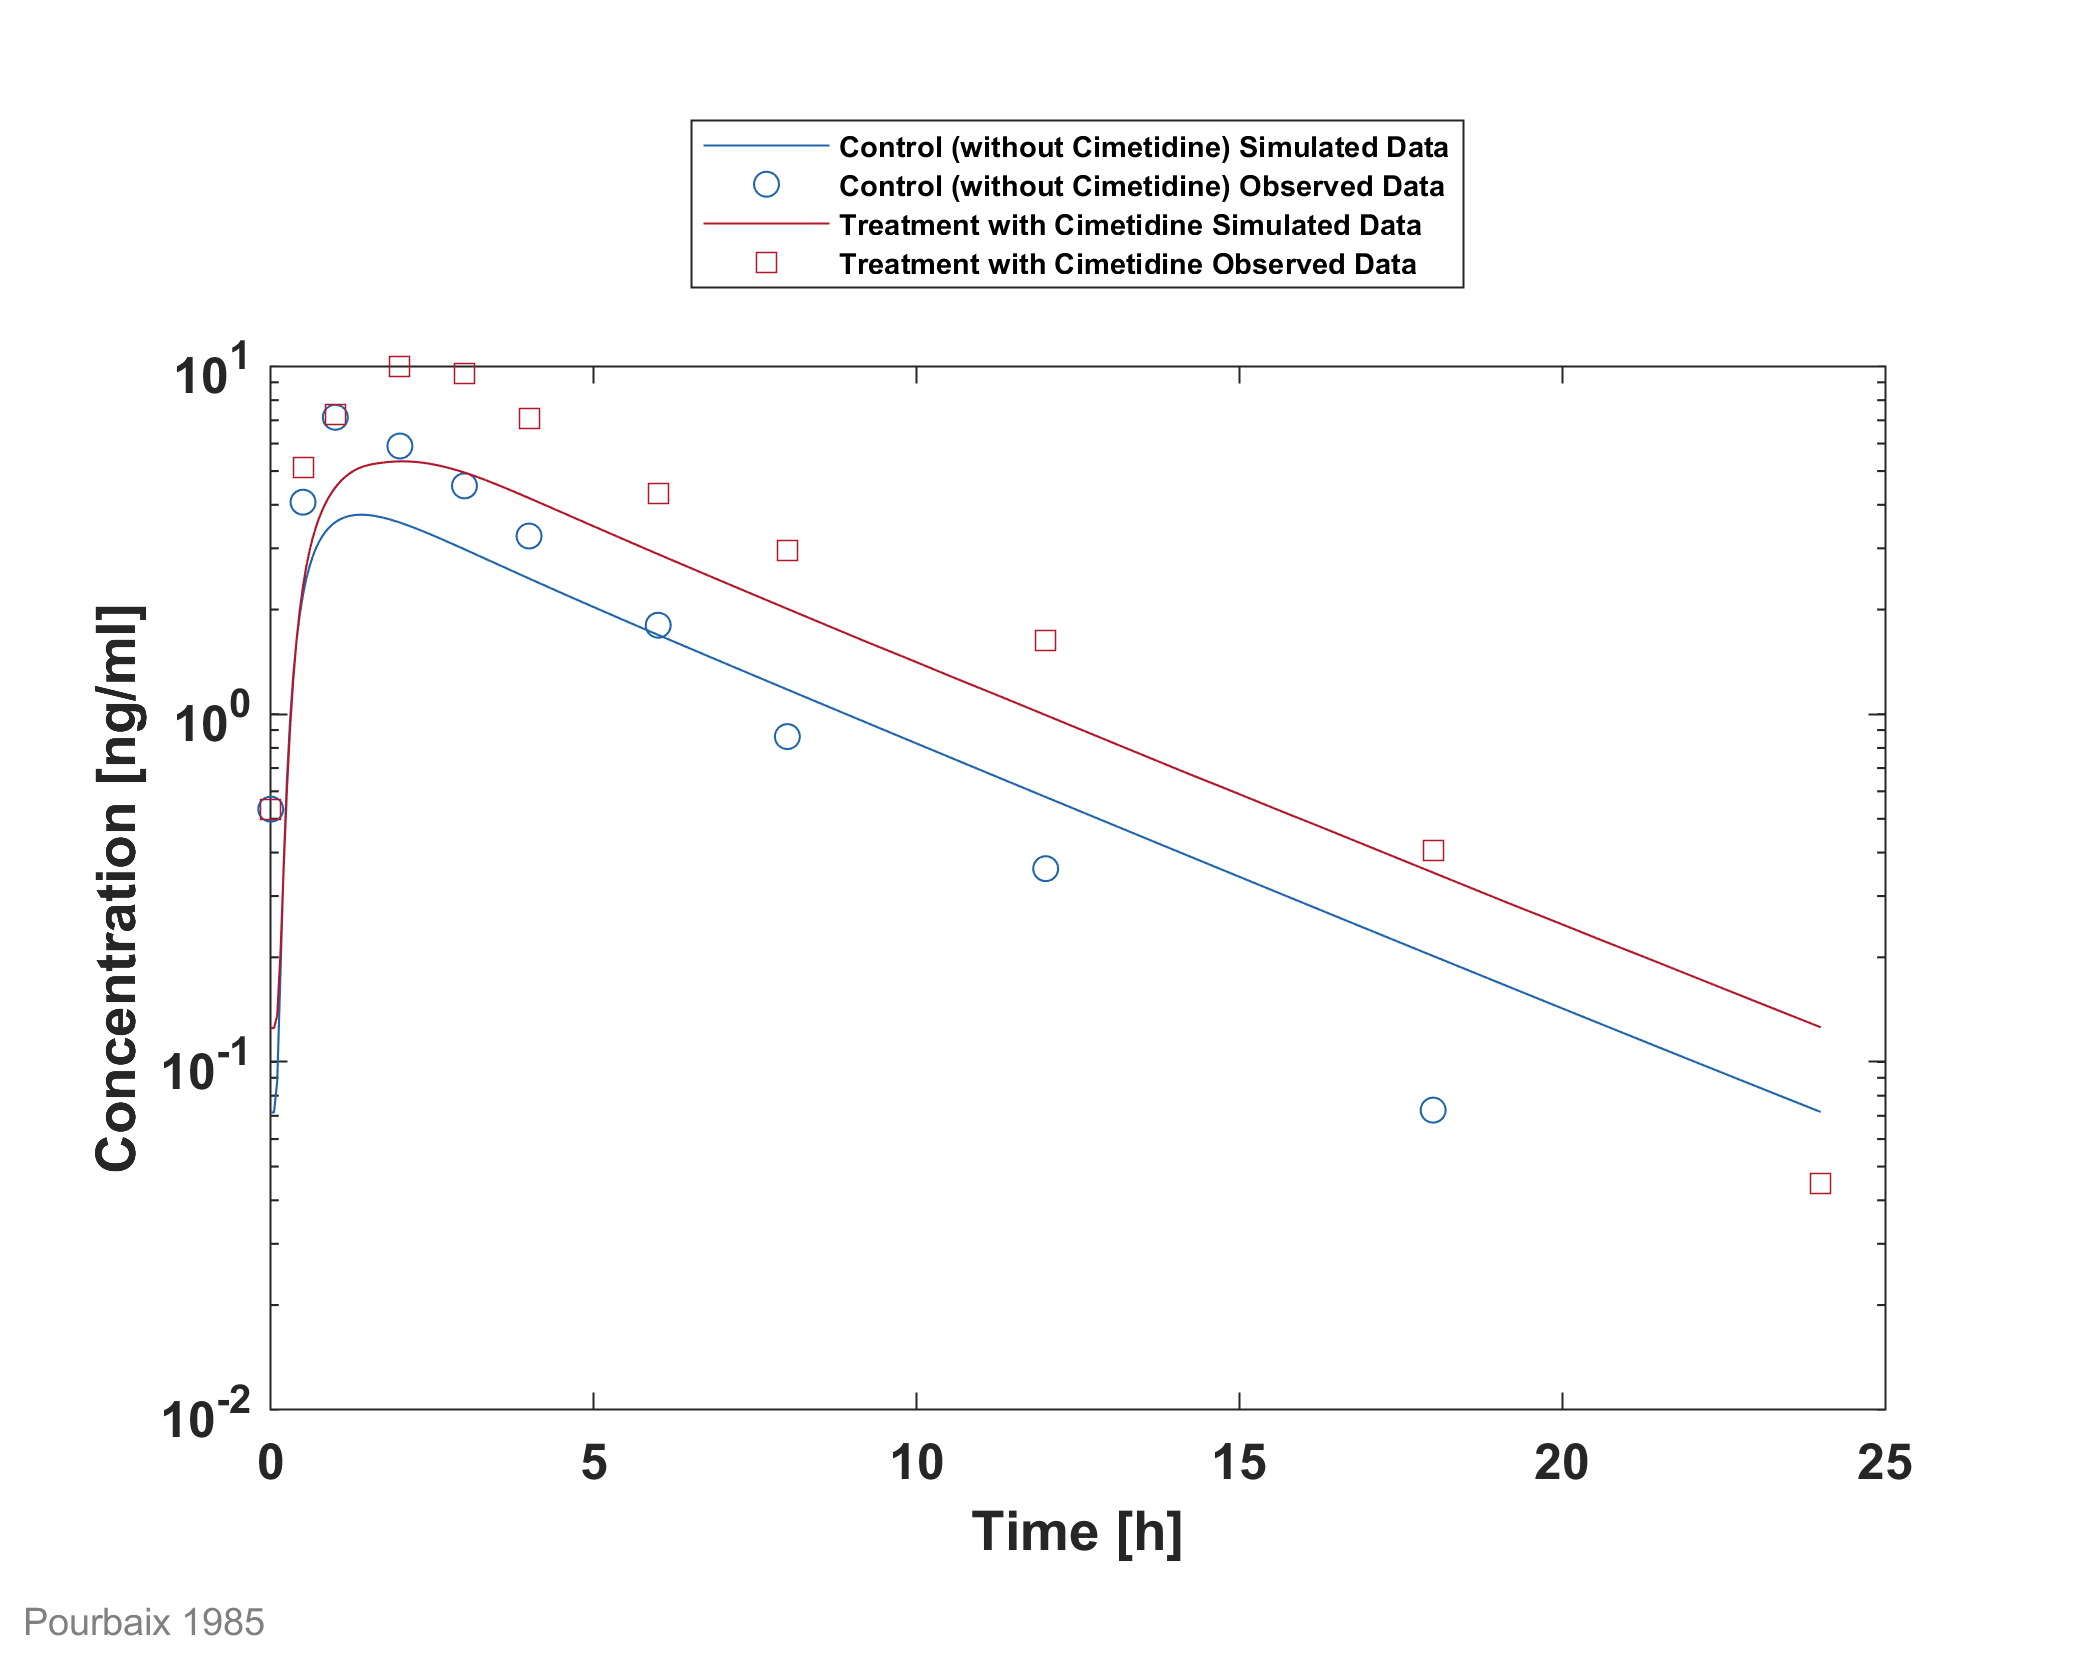 Control (without Cimetidine) Simulated Data
Control (without Cimetidine) Observed Data
Treatment with Cimetidine Simulated Data
Treatment with Cimetidine Observed Data
10^1
10^0
10^-1
10^-2
Concentration [ng/ml]
0 5 10 15 20 25
Time [h]
Pourbaix 1985